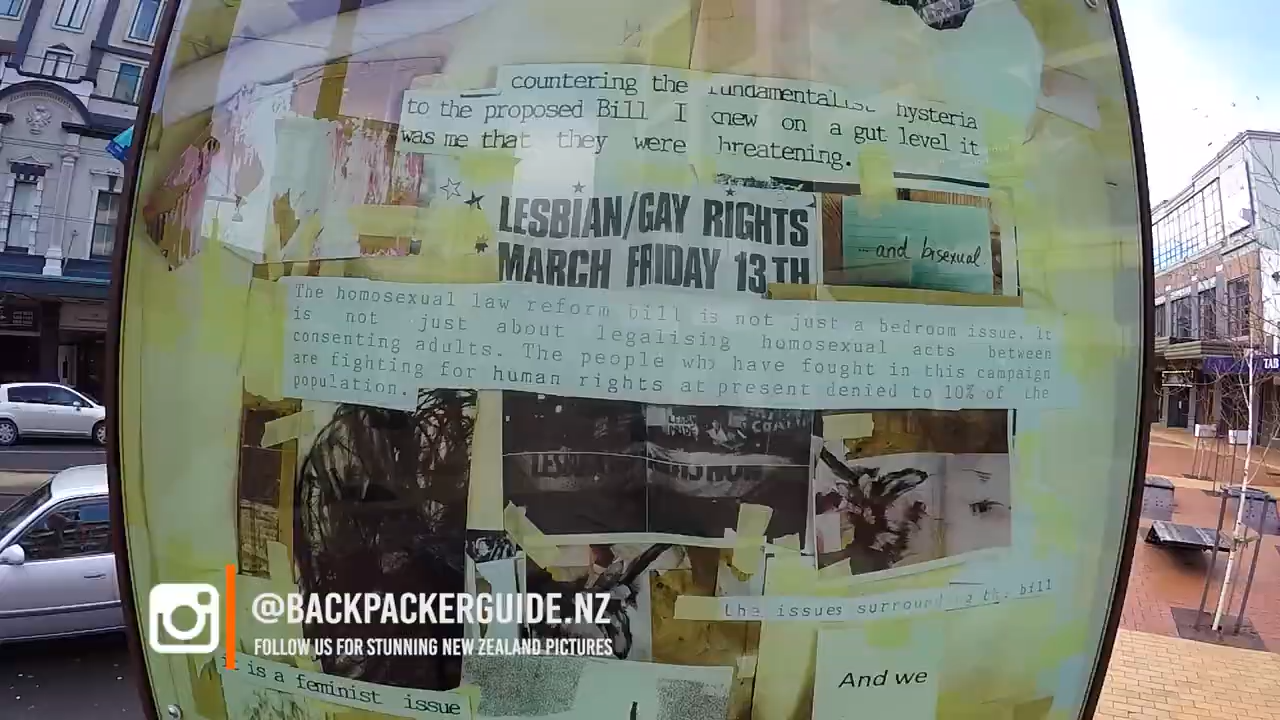 countering the fundamentalist hysteria
to the proposed Bill I knew on a gut level it
was me that they were hreatening.
LESBIAN/GAY RIGHTS
MARCH FRIDAY 13TH
...and bisexual.
The homosexual law reform bill is not just a bedroom issue, it
is not just about legalising homosexual acts between
consenting adults. The people who have fought in this campaign
are fighting for human rights at present denied to 10% of the
population.
LESBIAN
PRIDE
the issues surrounding the bill
@BACKPACKERGUIDE.NZ
FOLLOW US FOR STUNNING NEW ZEALAND PICTURES
it is a feminist issue
And we
TAB